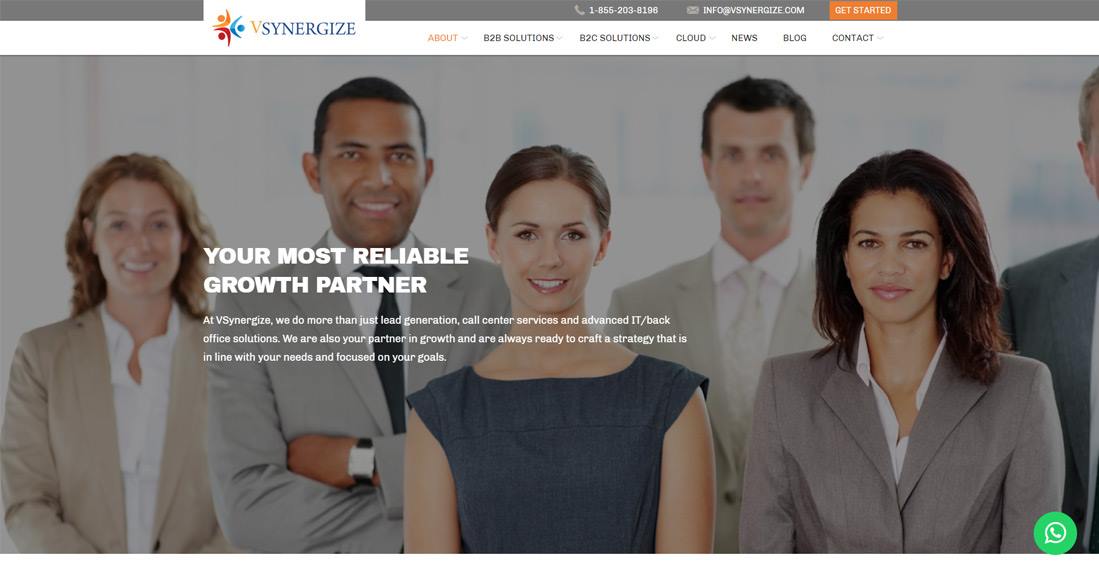 1-855-203-8196 INFO@VSYNERGIZE.COM GET STARTED
VSYNERGIZE
ABOUT B2B SOLUTIONS B2C SOLUTIONS CLOUD NEWS BLOG CONTACT
YOUR MOST RELIABLE
GROWTH PARTNER
At VSynergize, we do more than just lead generation, call center services and advanced IT/back
office solutions. We are also your partner in growth and are always ready to craft a strategy that is
in line with your needs and focused on your goals.